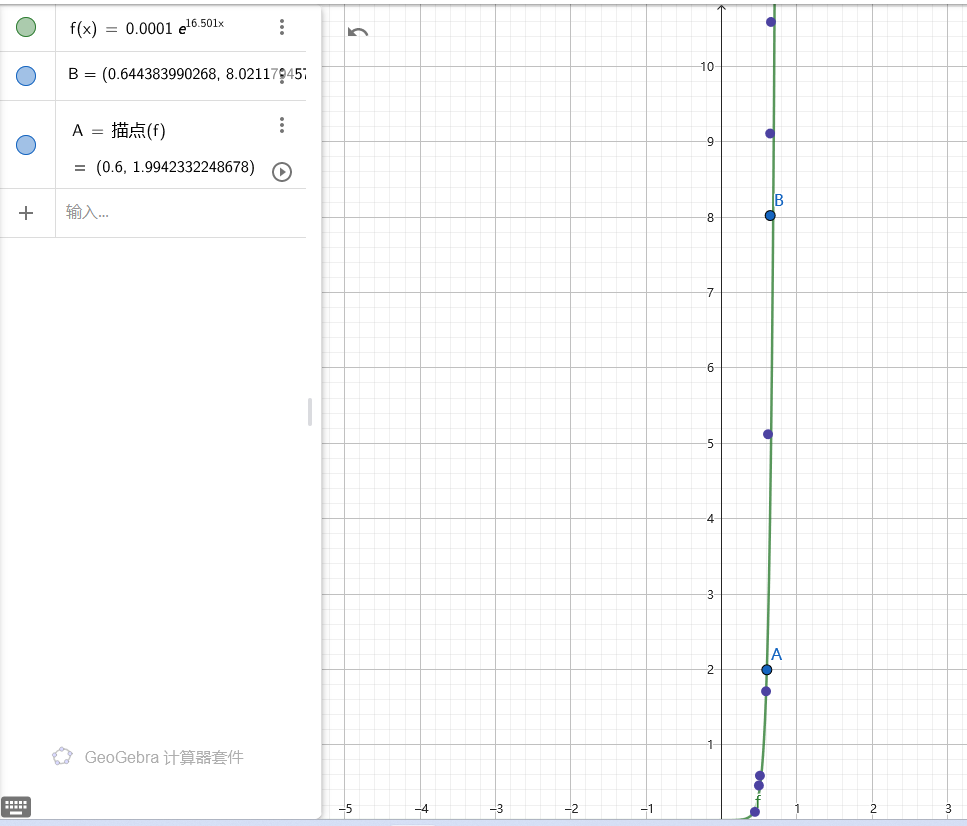 f(x) = 0.0001 e^16.501x
B = (0.644383990268, 8.021179457
A = 描点(f)
= (0.6, 1.9942332248678)
+ 输入...
GeoGebra 计算器套件
10
9
B
8
7
6
5
4
3
A
2
1
f
-5 -4 -3 -2 -1 1 2 3